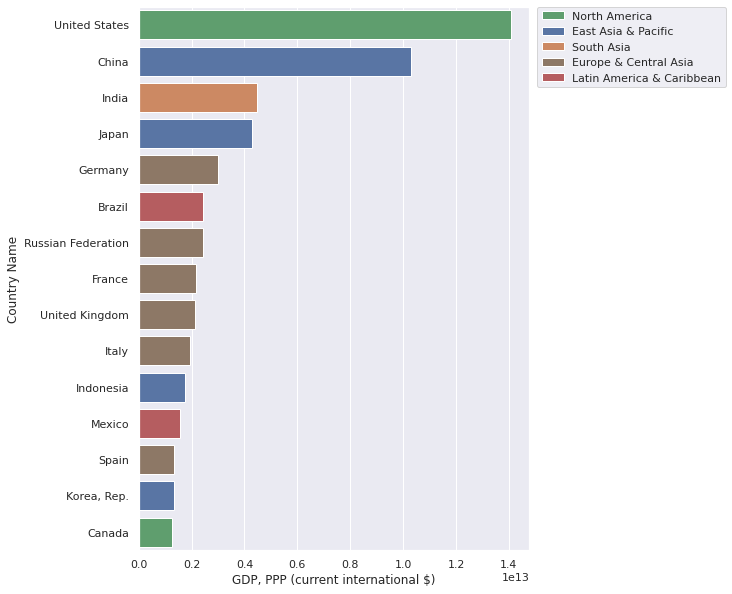 North America
East Asia & Pacific
South Asia
Europe & Central Asia
Latin America & Caribbean
Country Name
United States
China
India
Japan
Germany
Brazil
Russian Federation
France
United Kingdom
Italy
Indonesia
Mexico
Spain
Korea, Rep.
Canada
0.0 0.2 0.4 0.6 0.8 1.0 1.2 1.4
1e13
GDP, PPP (current international $)